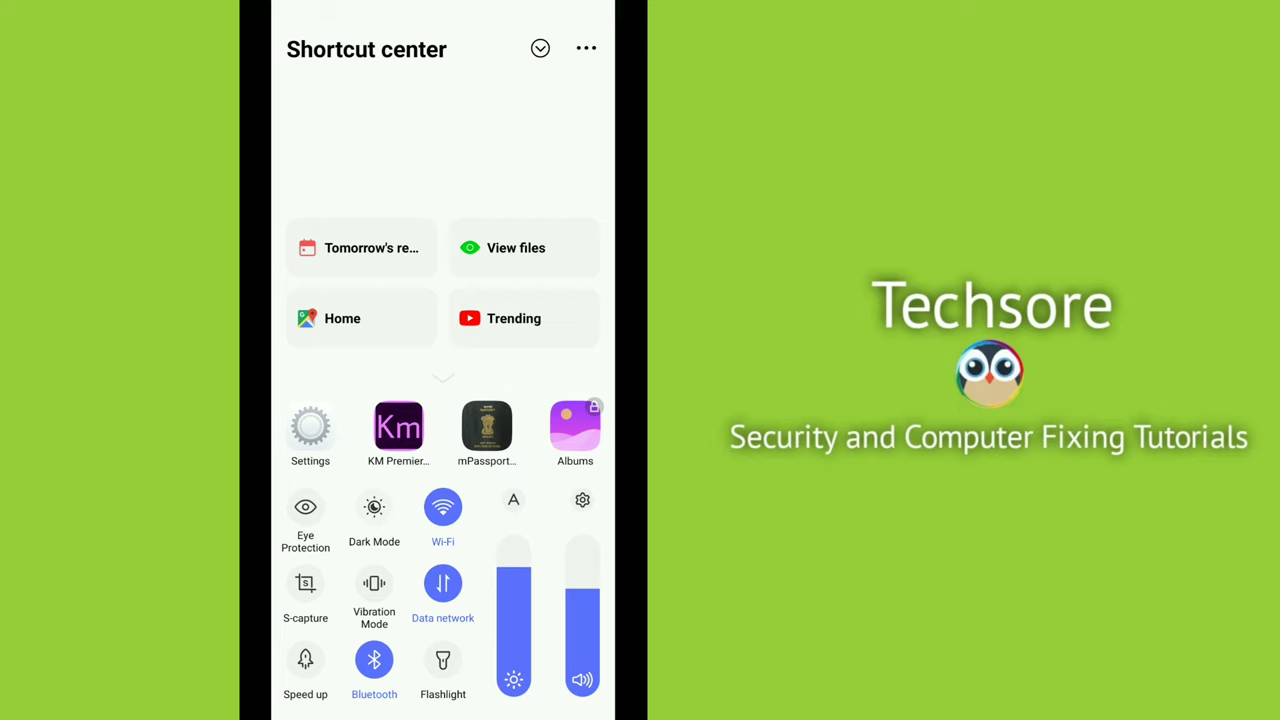 Shortcut center
Tomorrow's re...
View files
Home
Trending
Km
Settings
KM Premier...
mPassport...
Albums
A
Eye
Protection
Dark Mode
Wi-Fi
S
S-capture
Vibration
Mode
Data network
Speed up
Bluetooth
Flashlight
Techsore
Security and Computer Fixing Tutorials